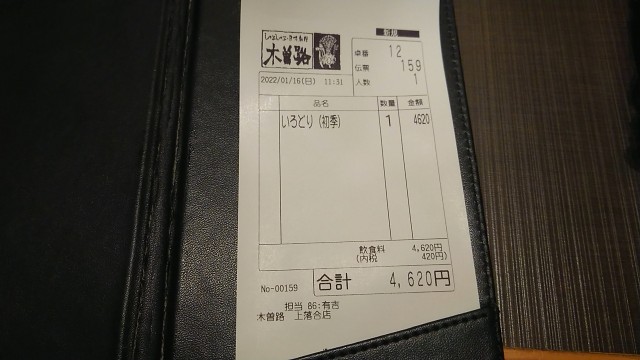 新規
しゃぶしゃぶ・日本料理
木曽路
卓番 12
伝票 159
人数 1
2022/01/16(日) 11:31
品名 数量 金額
いろどり (初季) 1 4620
飲食料 4,620円
(内税 420円)
No-00159 合計 4,620円
担当 86:有吉
木曽路 上落合店